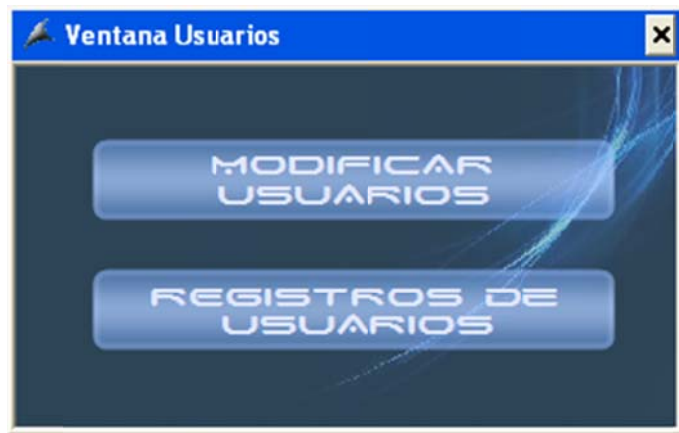 Ventana Usuarios
MODIFICAR
USUARIOS
REGISTROS DE
USUARIOS